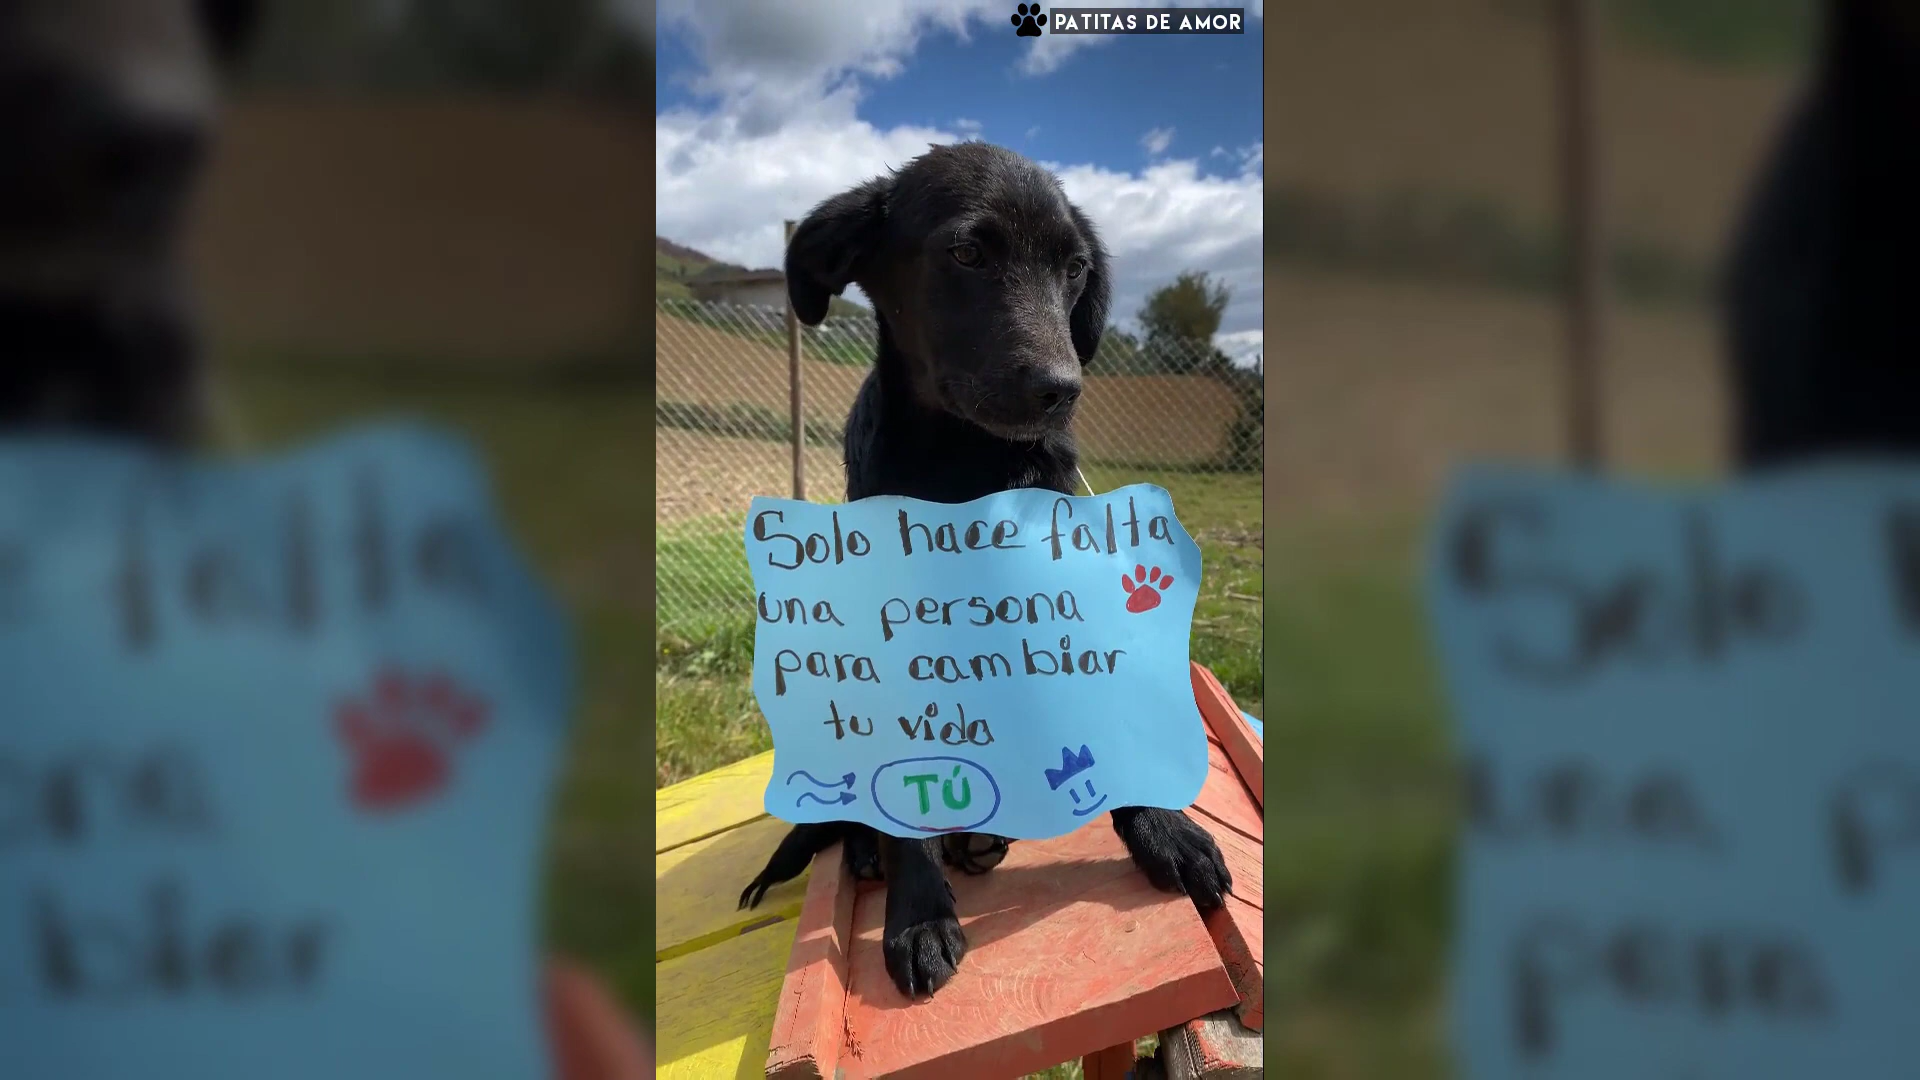 PATITAS DE AMOR
Solo hace falta
una persona
para cambiar
tu vida
TÚ